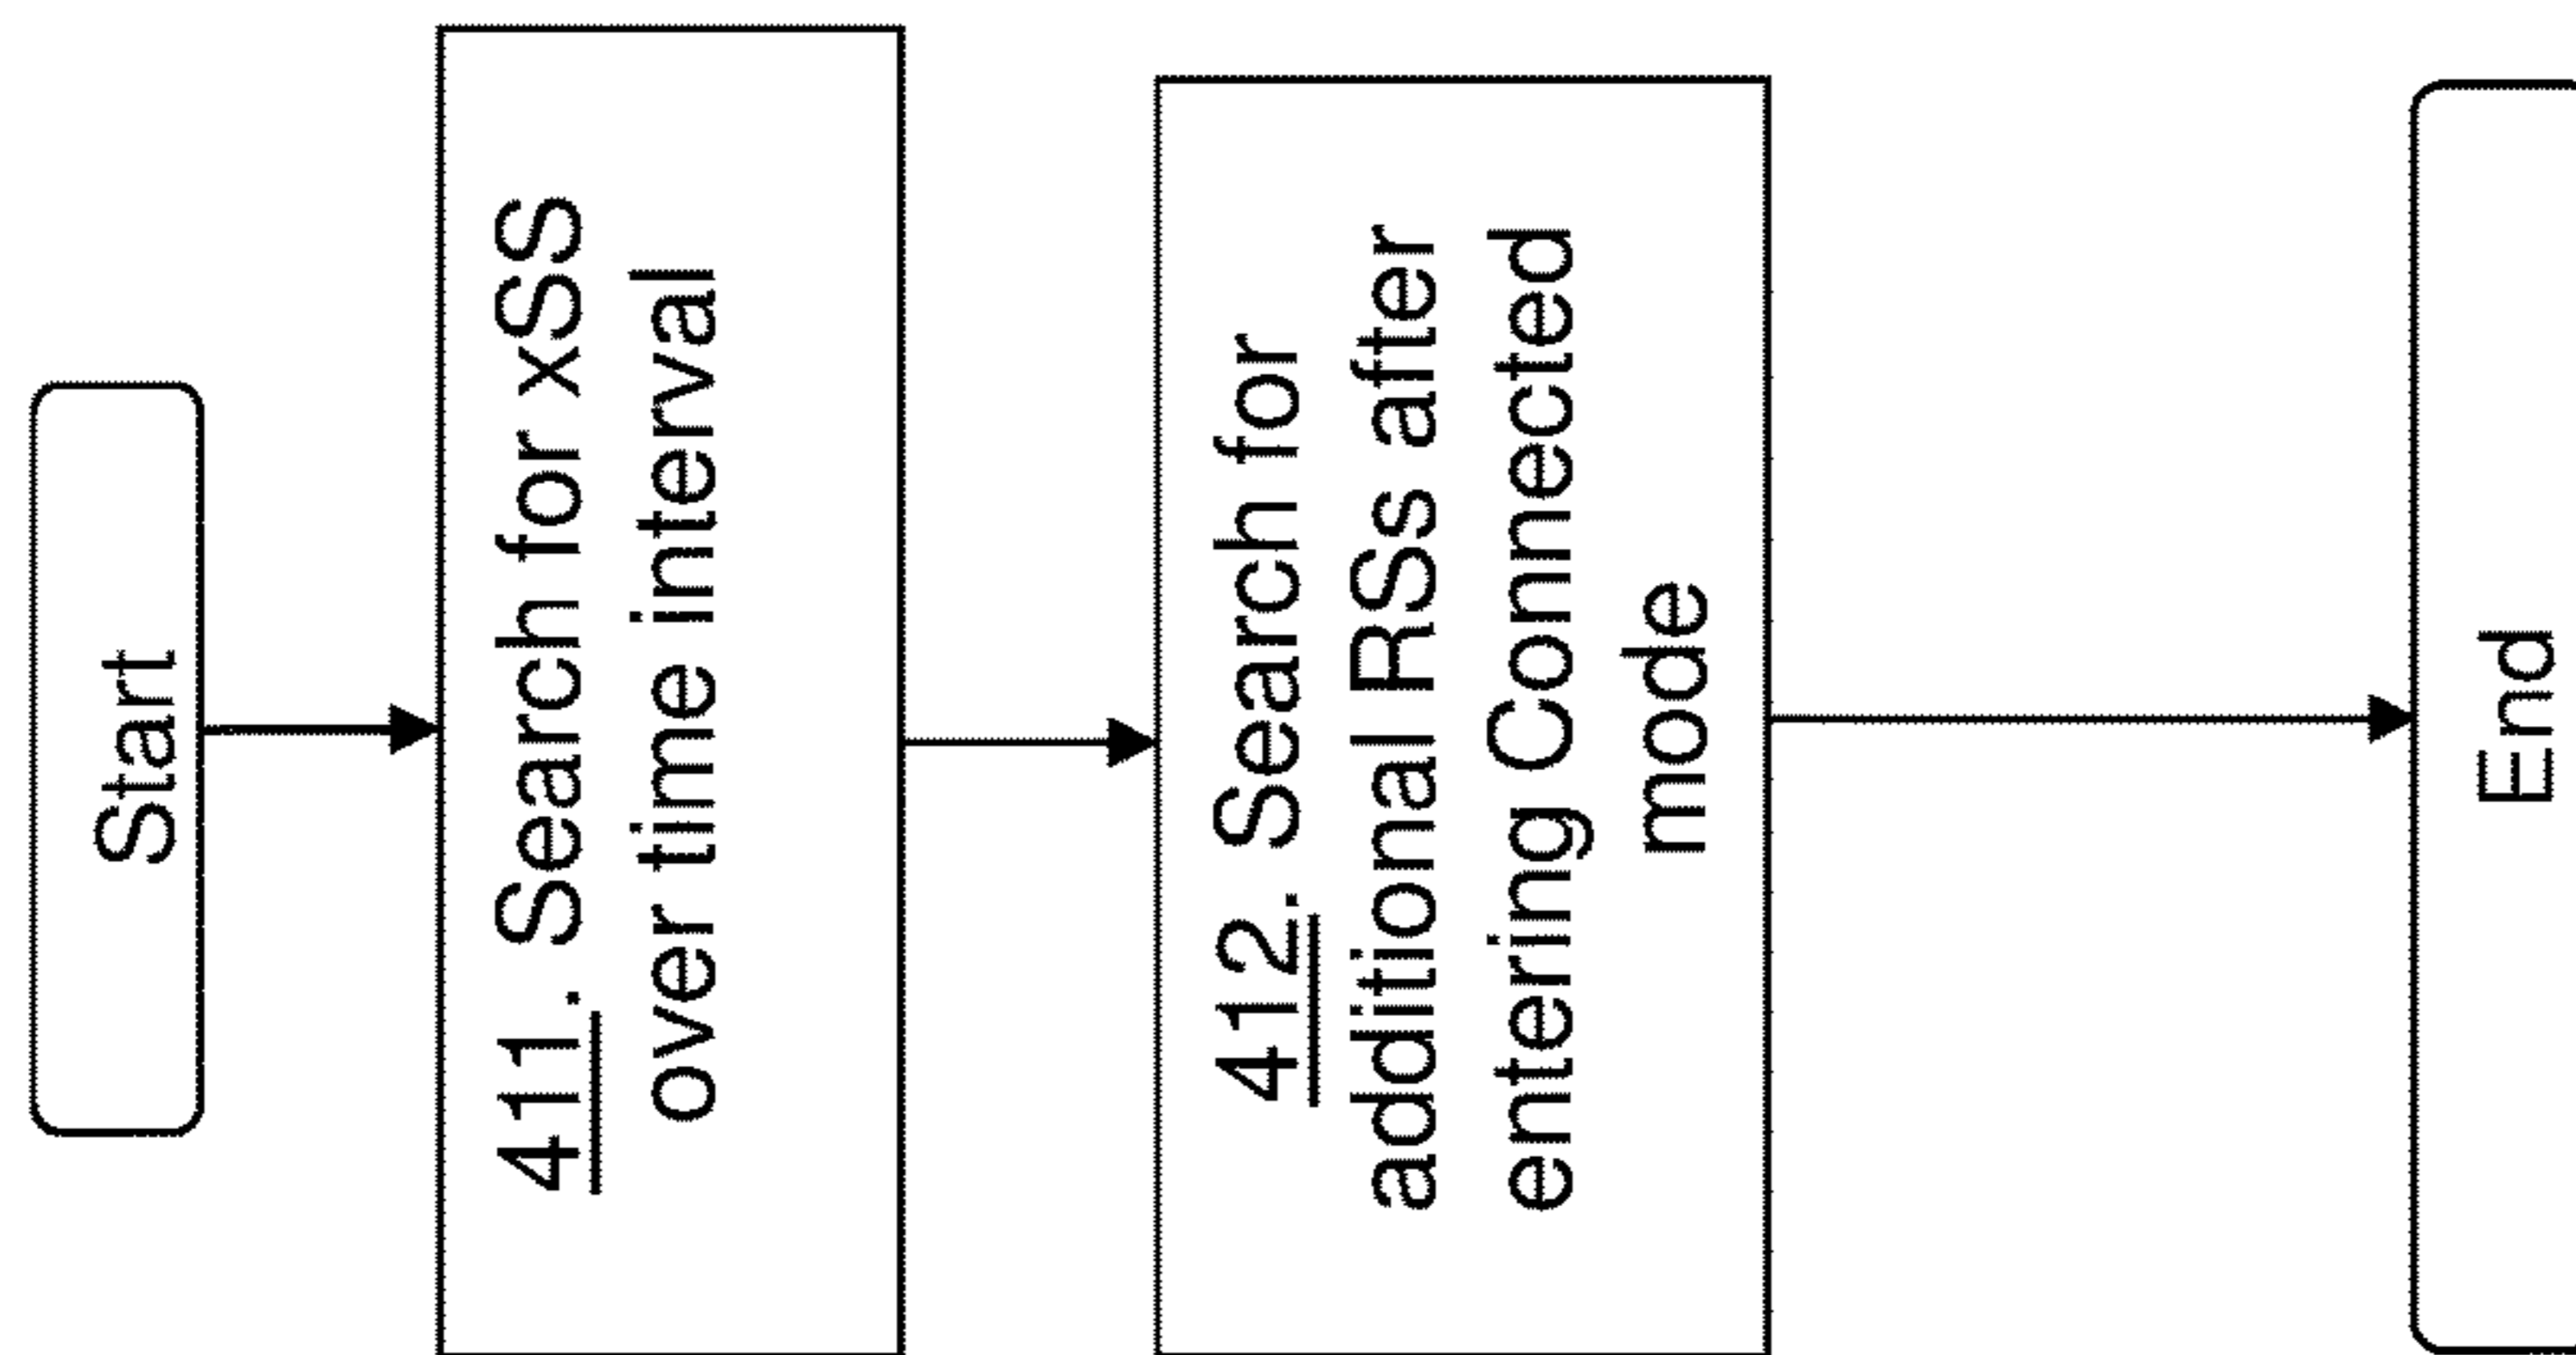 Start
411. Search for xSS
over time interval
412. Search for
additional RSs after
entering Connected
mode
End